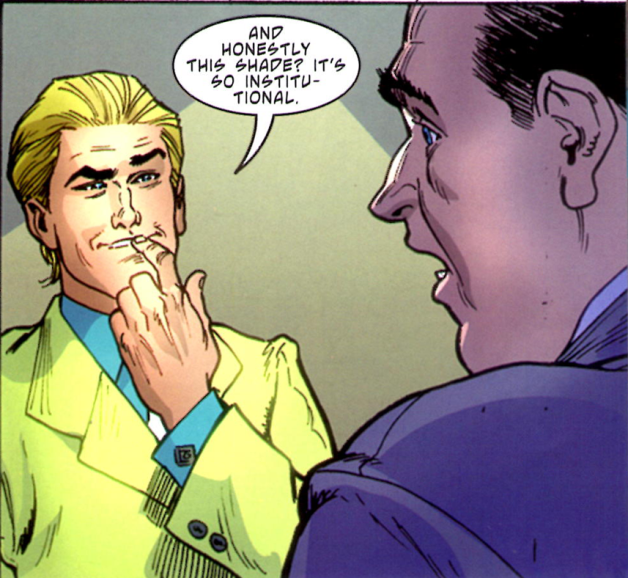 AND
HONESTLY
THIS SHADE? IT'S
SO INSTITU-
TIONAL.